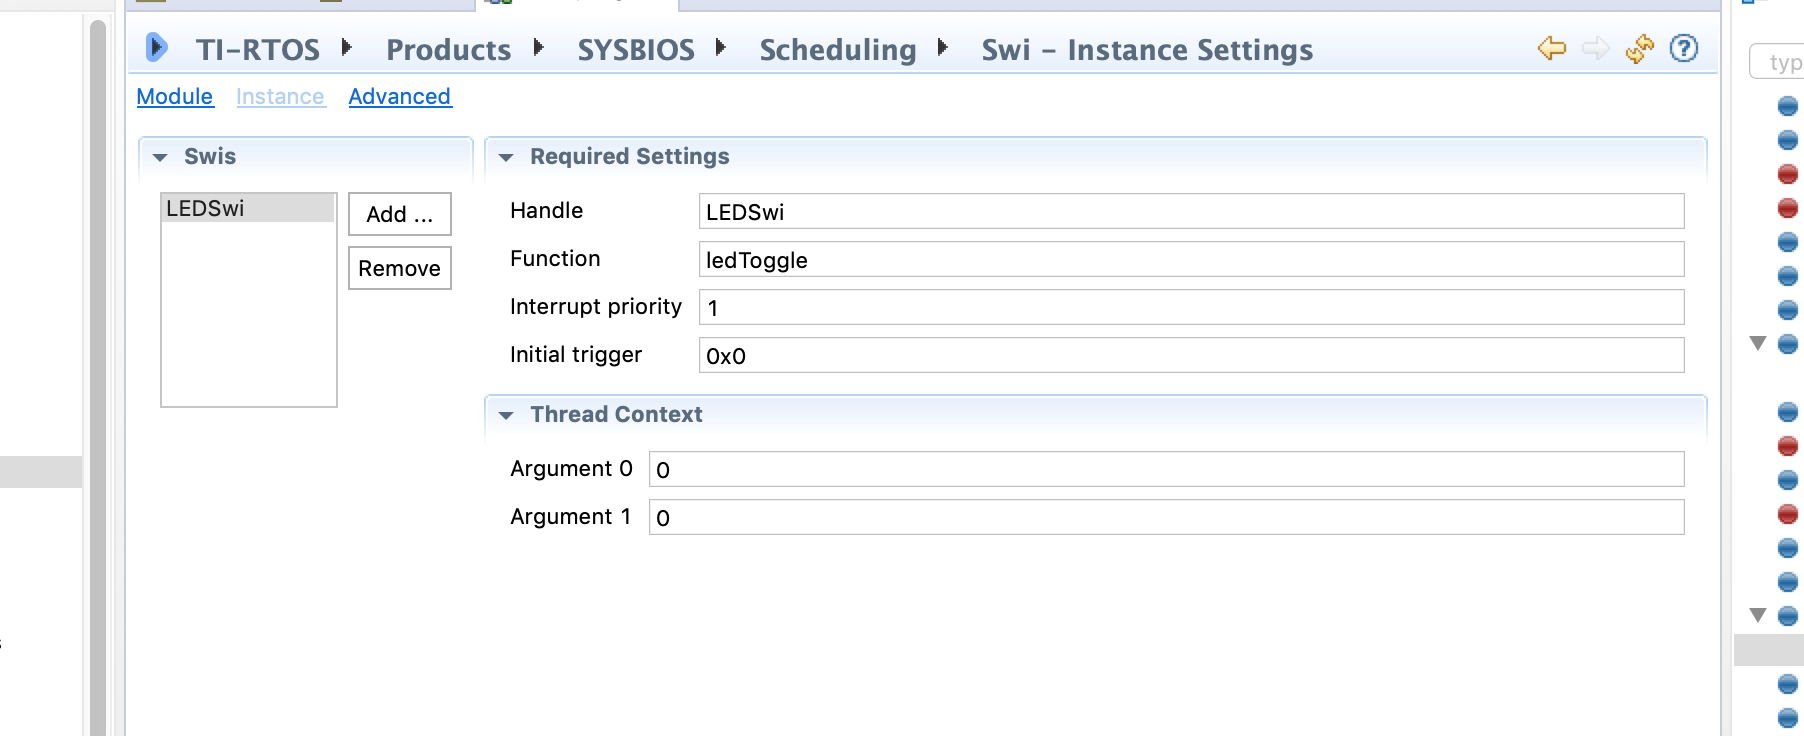 TI-RTOS Products SYSBIOS Scheduling Swi - Instance Settings
Module Instance Advanced
Swis
LEDSwi
Add ...
Remove
Required Settings
Handle LEDSwi
Function ledToggle
Interrupt priority 1
Initial trigger 0x0
Thread Context
Argument 0 0
Argument 1 0
typ